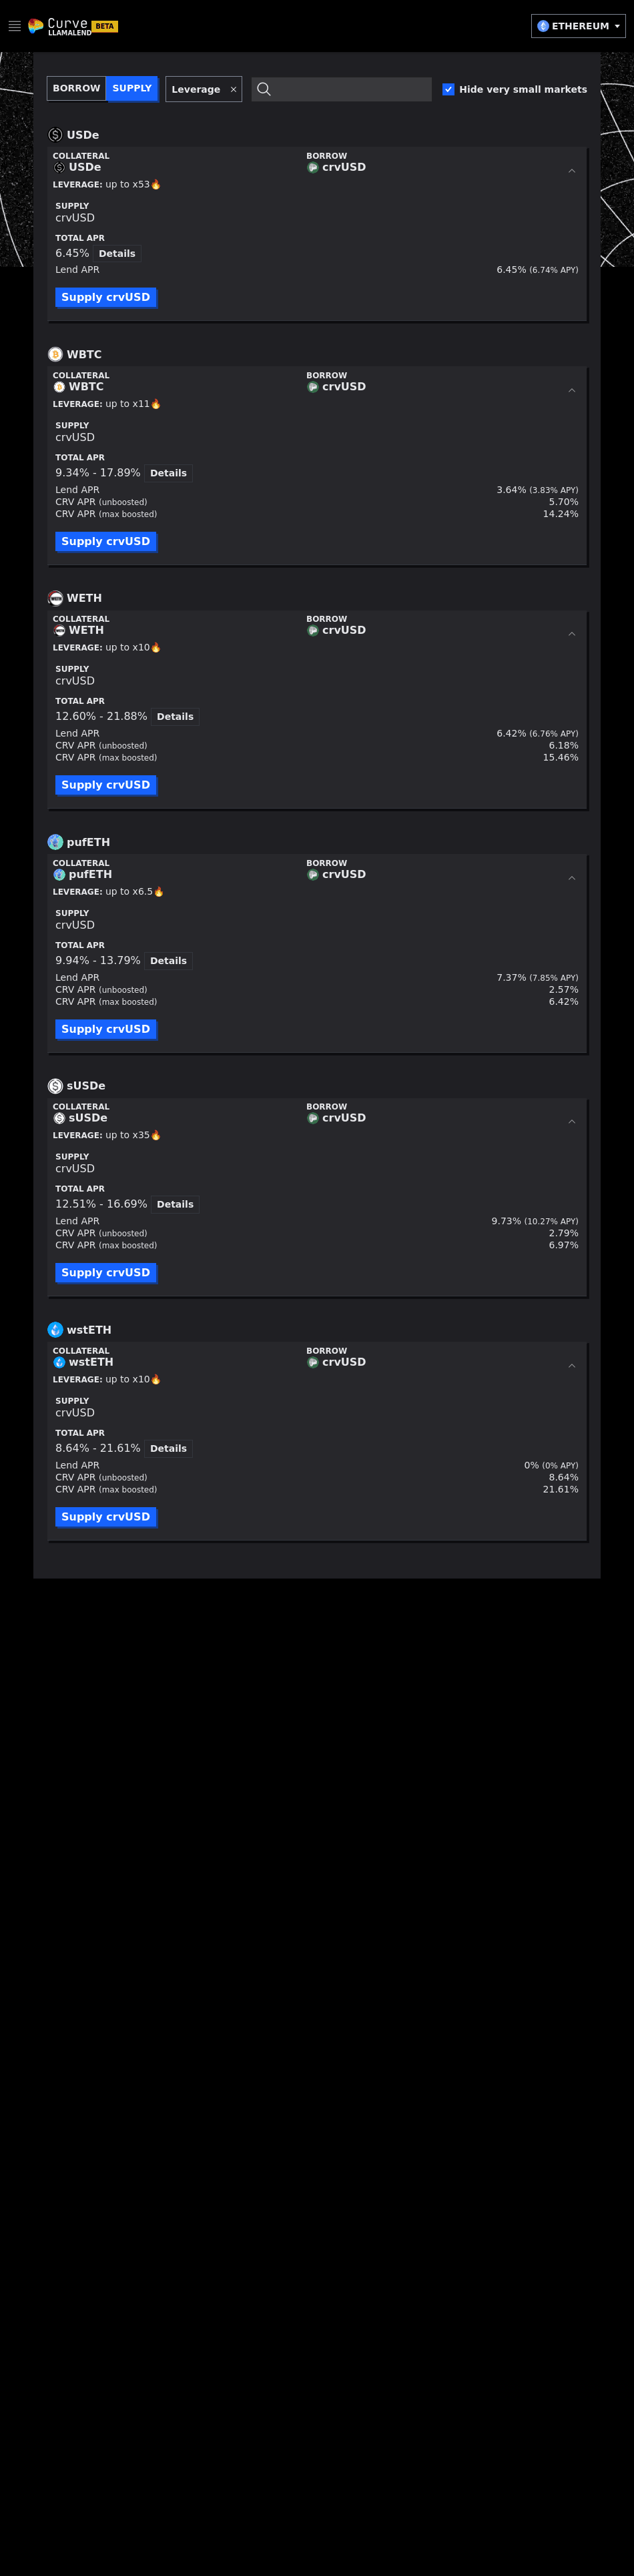 Curve
LLAMALEND BETA
ETHEREUM
BORROW SUPPLY Leverage × Hide very small markets
USDe
COLLATERAL BORROW
USDe crvUSD
LEVERAGE: up to x53🔥
SUPPLY
crvUSD
TOTAL APR
6.45% Details
Lend APR 6.45% (6.74% APY)
Supply crvUSD
WBTC
COLLATERAL BORROW
WBTC crvUSD
LEVERAGE: up to x11🔥
SUPPLY
crvUSD
TOTAL APR
9.34% - 17.89% Details
Lend APR 3.64% (3.83% APY)
CRV APR (unboosted) 5.70%
CRV APR (max boosted) 14.24%
Supply crvUSD
WETH
COLLATERAL BORROW
WETH crvUSD
LEVERAGE: up to x10🔥
SUPPLY
crvUSD
TOTAL APR
12.60% - 21.88% Details
Lend APR 6.42% (6.76% APY)
CRV APR (unboosted) 6.18%
CRV APR (max boosted) 15.46%
Supply crvUSD
pufETH
COLLATERAL BORROW
pufETH crvUSD
LEVERAGE: up to x6.5🔥
SUPPLY
crvUSD
TOTAL APR
9.94% - 13.79% Details
Lend APR 7.37% (7.85% APY)
CRV APR (unboosted) 2.57%
CRV APR (max boosted) 6.42%
Supply crvUSD
sUSDe
COLLATERAL BORROW
sUSDe crvUSD
LEVERAGE: up to x35🔥
SUPPLY
crvUSD
TOTAL APR
12.51% - 16.69% Details
Lend APR 9.73% (10.27% APY)
CRV APR (unboosted) 2.79%
CRV APR (max boosted) 6.97%
Supply crvUSD
wstETH
COLLATERAL BORROW
wstETH crvUSD
LEVERAGE: up to x10🔥
SUPPLY
crvUSD
TOTAL APR
8.64% - 21.61% Details
Lend APR 0% (0% APY)
CRV APR (unboosted) 8.64%
CRV APR (max boosted) 21.61%
Supply crvUSD